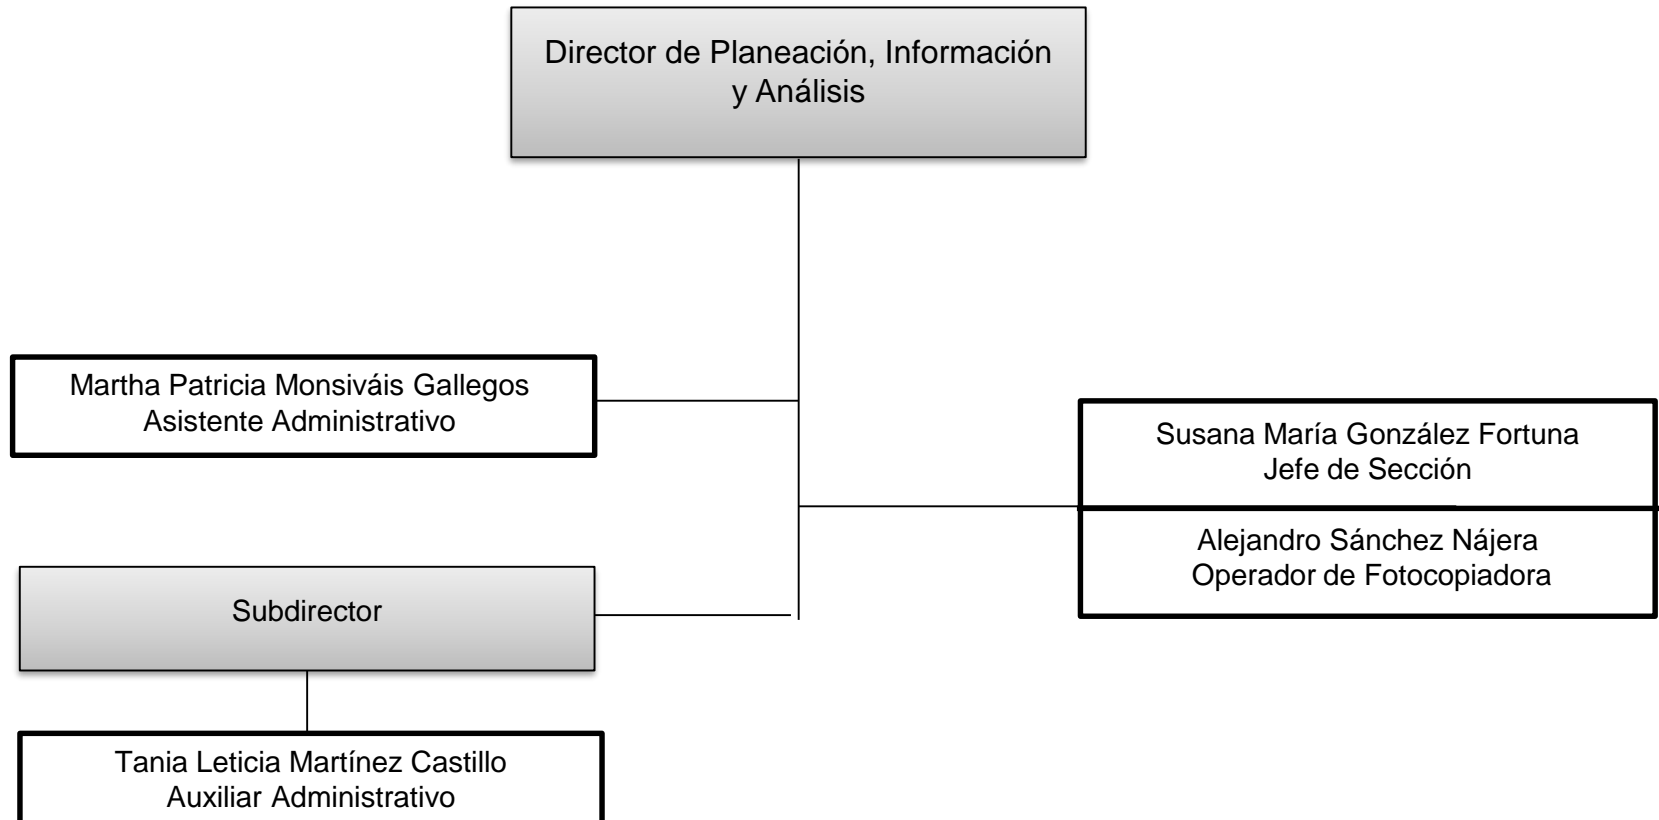 Director de Planeación, Información
y Análisis
Martha Patricia Monsiváis Gallegos
Asistente Administrativo
Susana María González Fortuna
Jefe de Sección
Alejandro Sánchez Nájera
Operador de Fotocopiadora
Subdirector
Tania Leticia Martínez Castillo
Auxiliar Administrativo